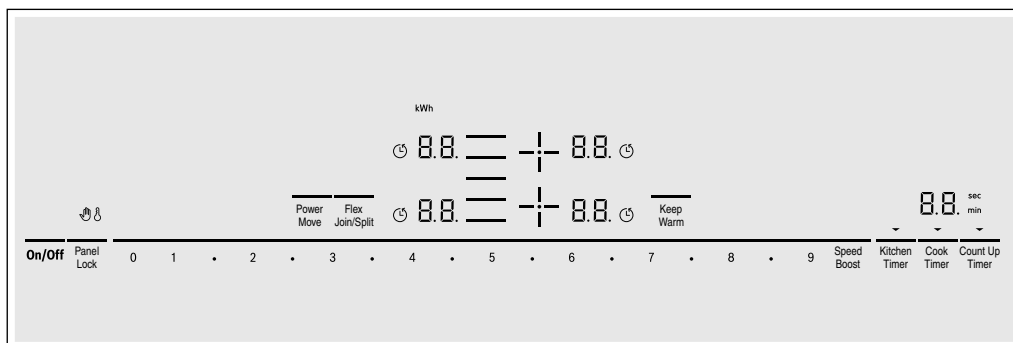 kWh
8.8. 8.8.
Power Move
Flex Join/Split
8.8. 8.8.
Keep Warm
8.8. sec min
On/Off
Panel Lock
0 1 • 2 • 3 • 4 • 5 • 6 • 7 • 8 • 9
Speed Boost
Kitchen Timer
Cook Timer
Count Up Timer